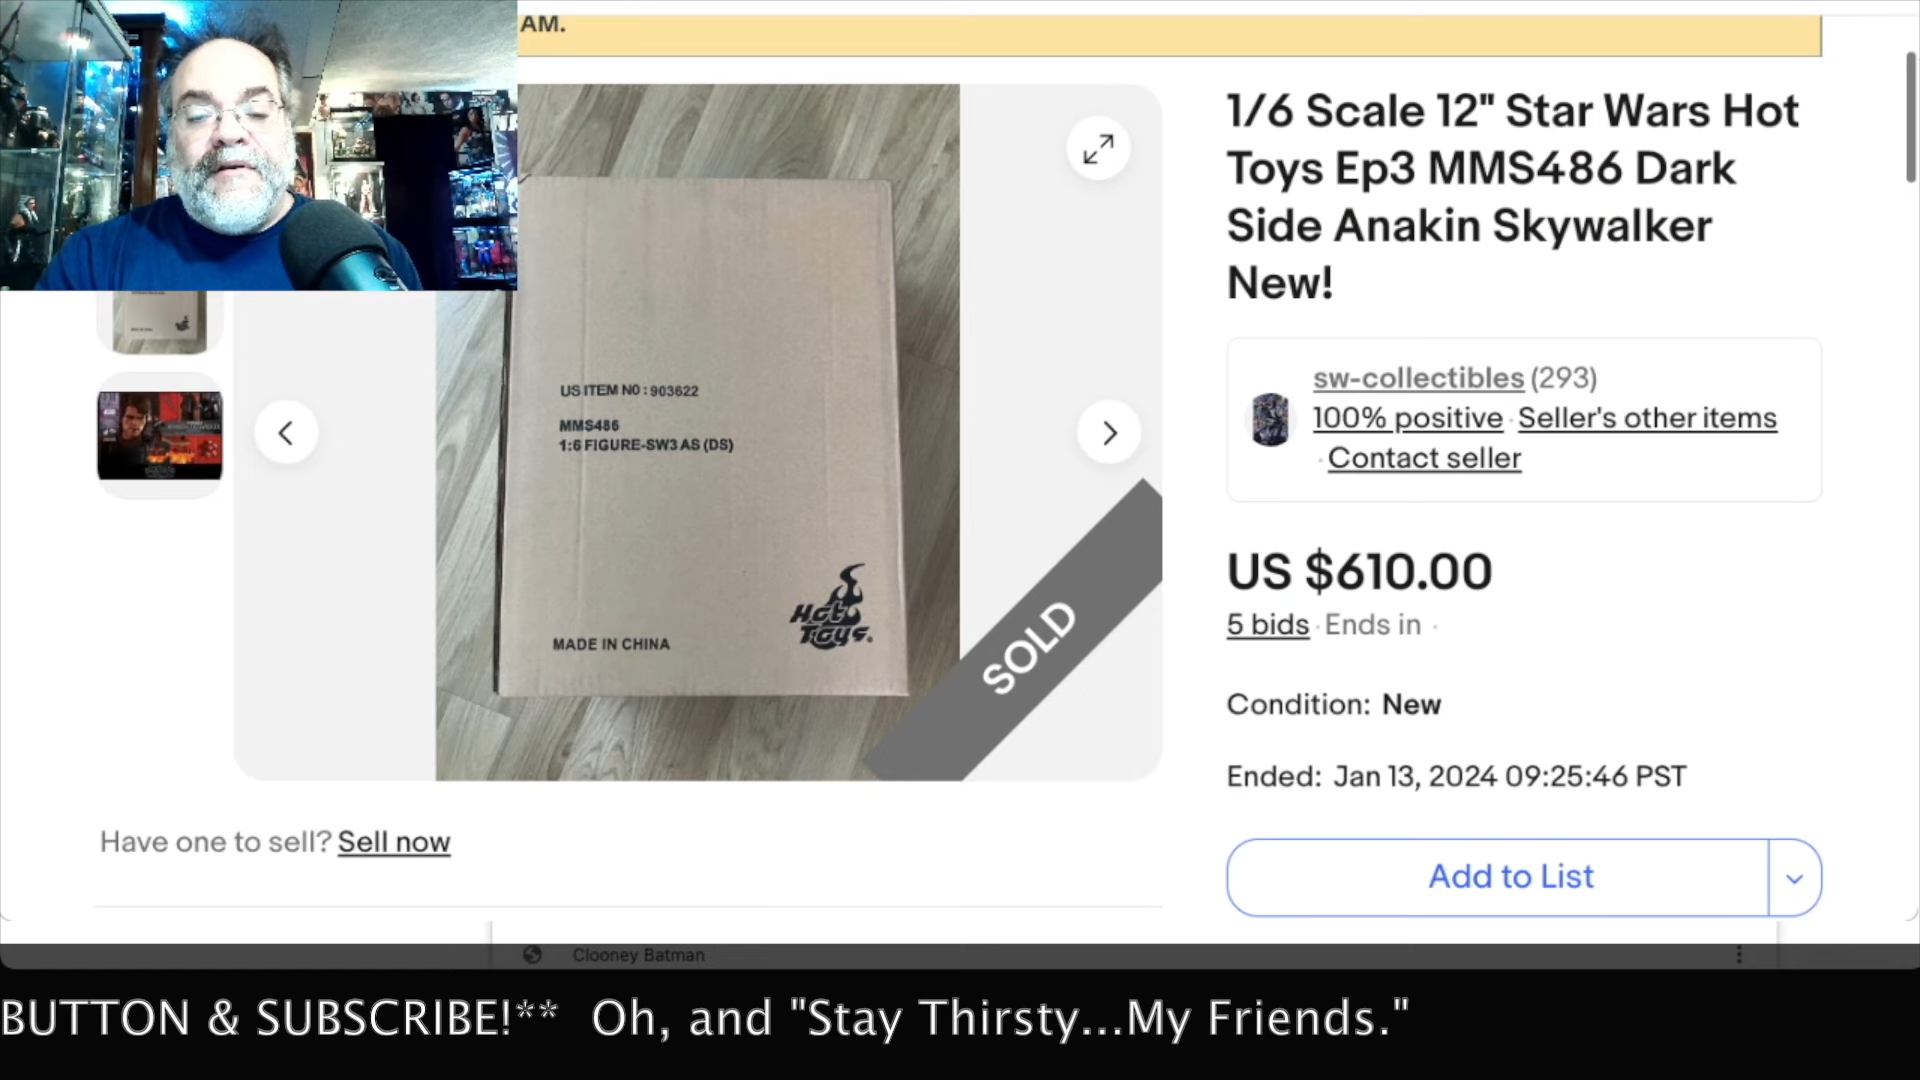 AM.
1/6 Scale 12" Star Wars Hot
Toys Ep3 MMS486 Dark
Side Anakin Skywalker
New!
sw-collectibles (293)
100% positive · Seller's other items
· Contact seller
US ITEM NO : 903622
MMS486
1:6 FIGURE-SW3 AS (DS)
MADE IN CHINA
Hot
Toys.
SOLD
US $610.00
5 bids · Ends in ·
Condition: New
Ended: Jan 13, 2024 09:25:46 PST
Have one to sell? Sell now
Add to List
Clooney Batman
BUTTON & SUBSCRIBE!** Oh, and "Stay Thirsty...My Friends."